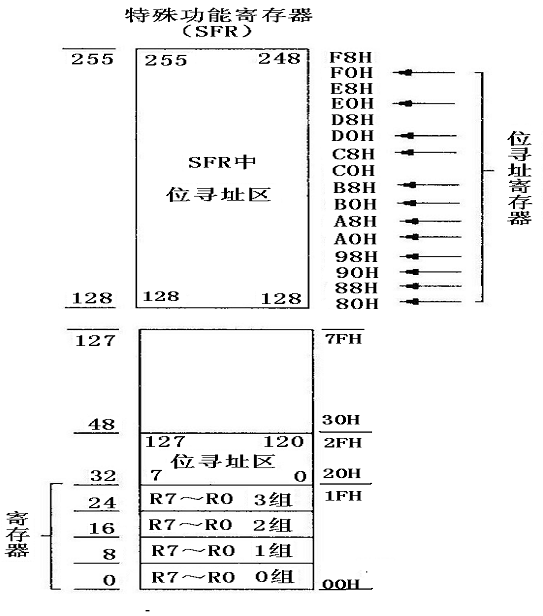 特殊功能寄存器
(SFR)
255 255 248 F8H
F0H
E8H
E0H
D8H
D0H
SFR中 C8H
C0H
位寻址区 B8H
B0H
A8H
A0H
98H
90H
88H
128 128 128 80H
位寻址寄存器
127 7FH
48 30H
127 120 2FH
位寻址区
32 7 0 20H
24 R7～R0 3组 1FH
16 R7～R0 2组
8 R7～R0 1组
0 R7～R0 0组 00H
寄存器